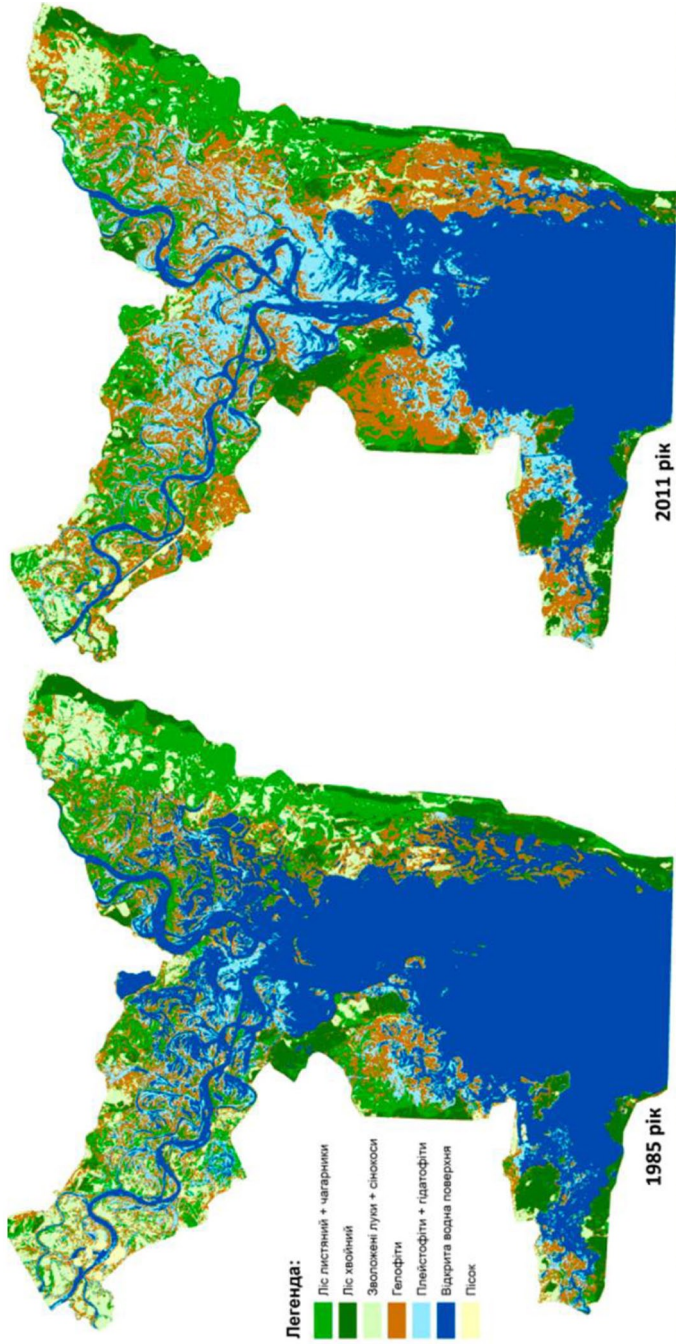 2011 рік
1985 рік
Легенда:
Ліс листяний + чагарники
Ліс хвойний
Зволожені луки + сінокоси
Гелофіти
Плейстофіти + гідатофіти
Відкрита водна поверхня
Пісок